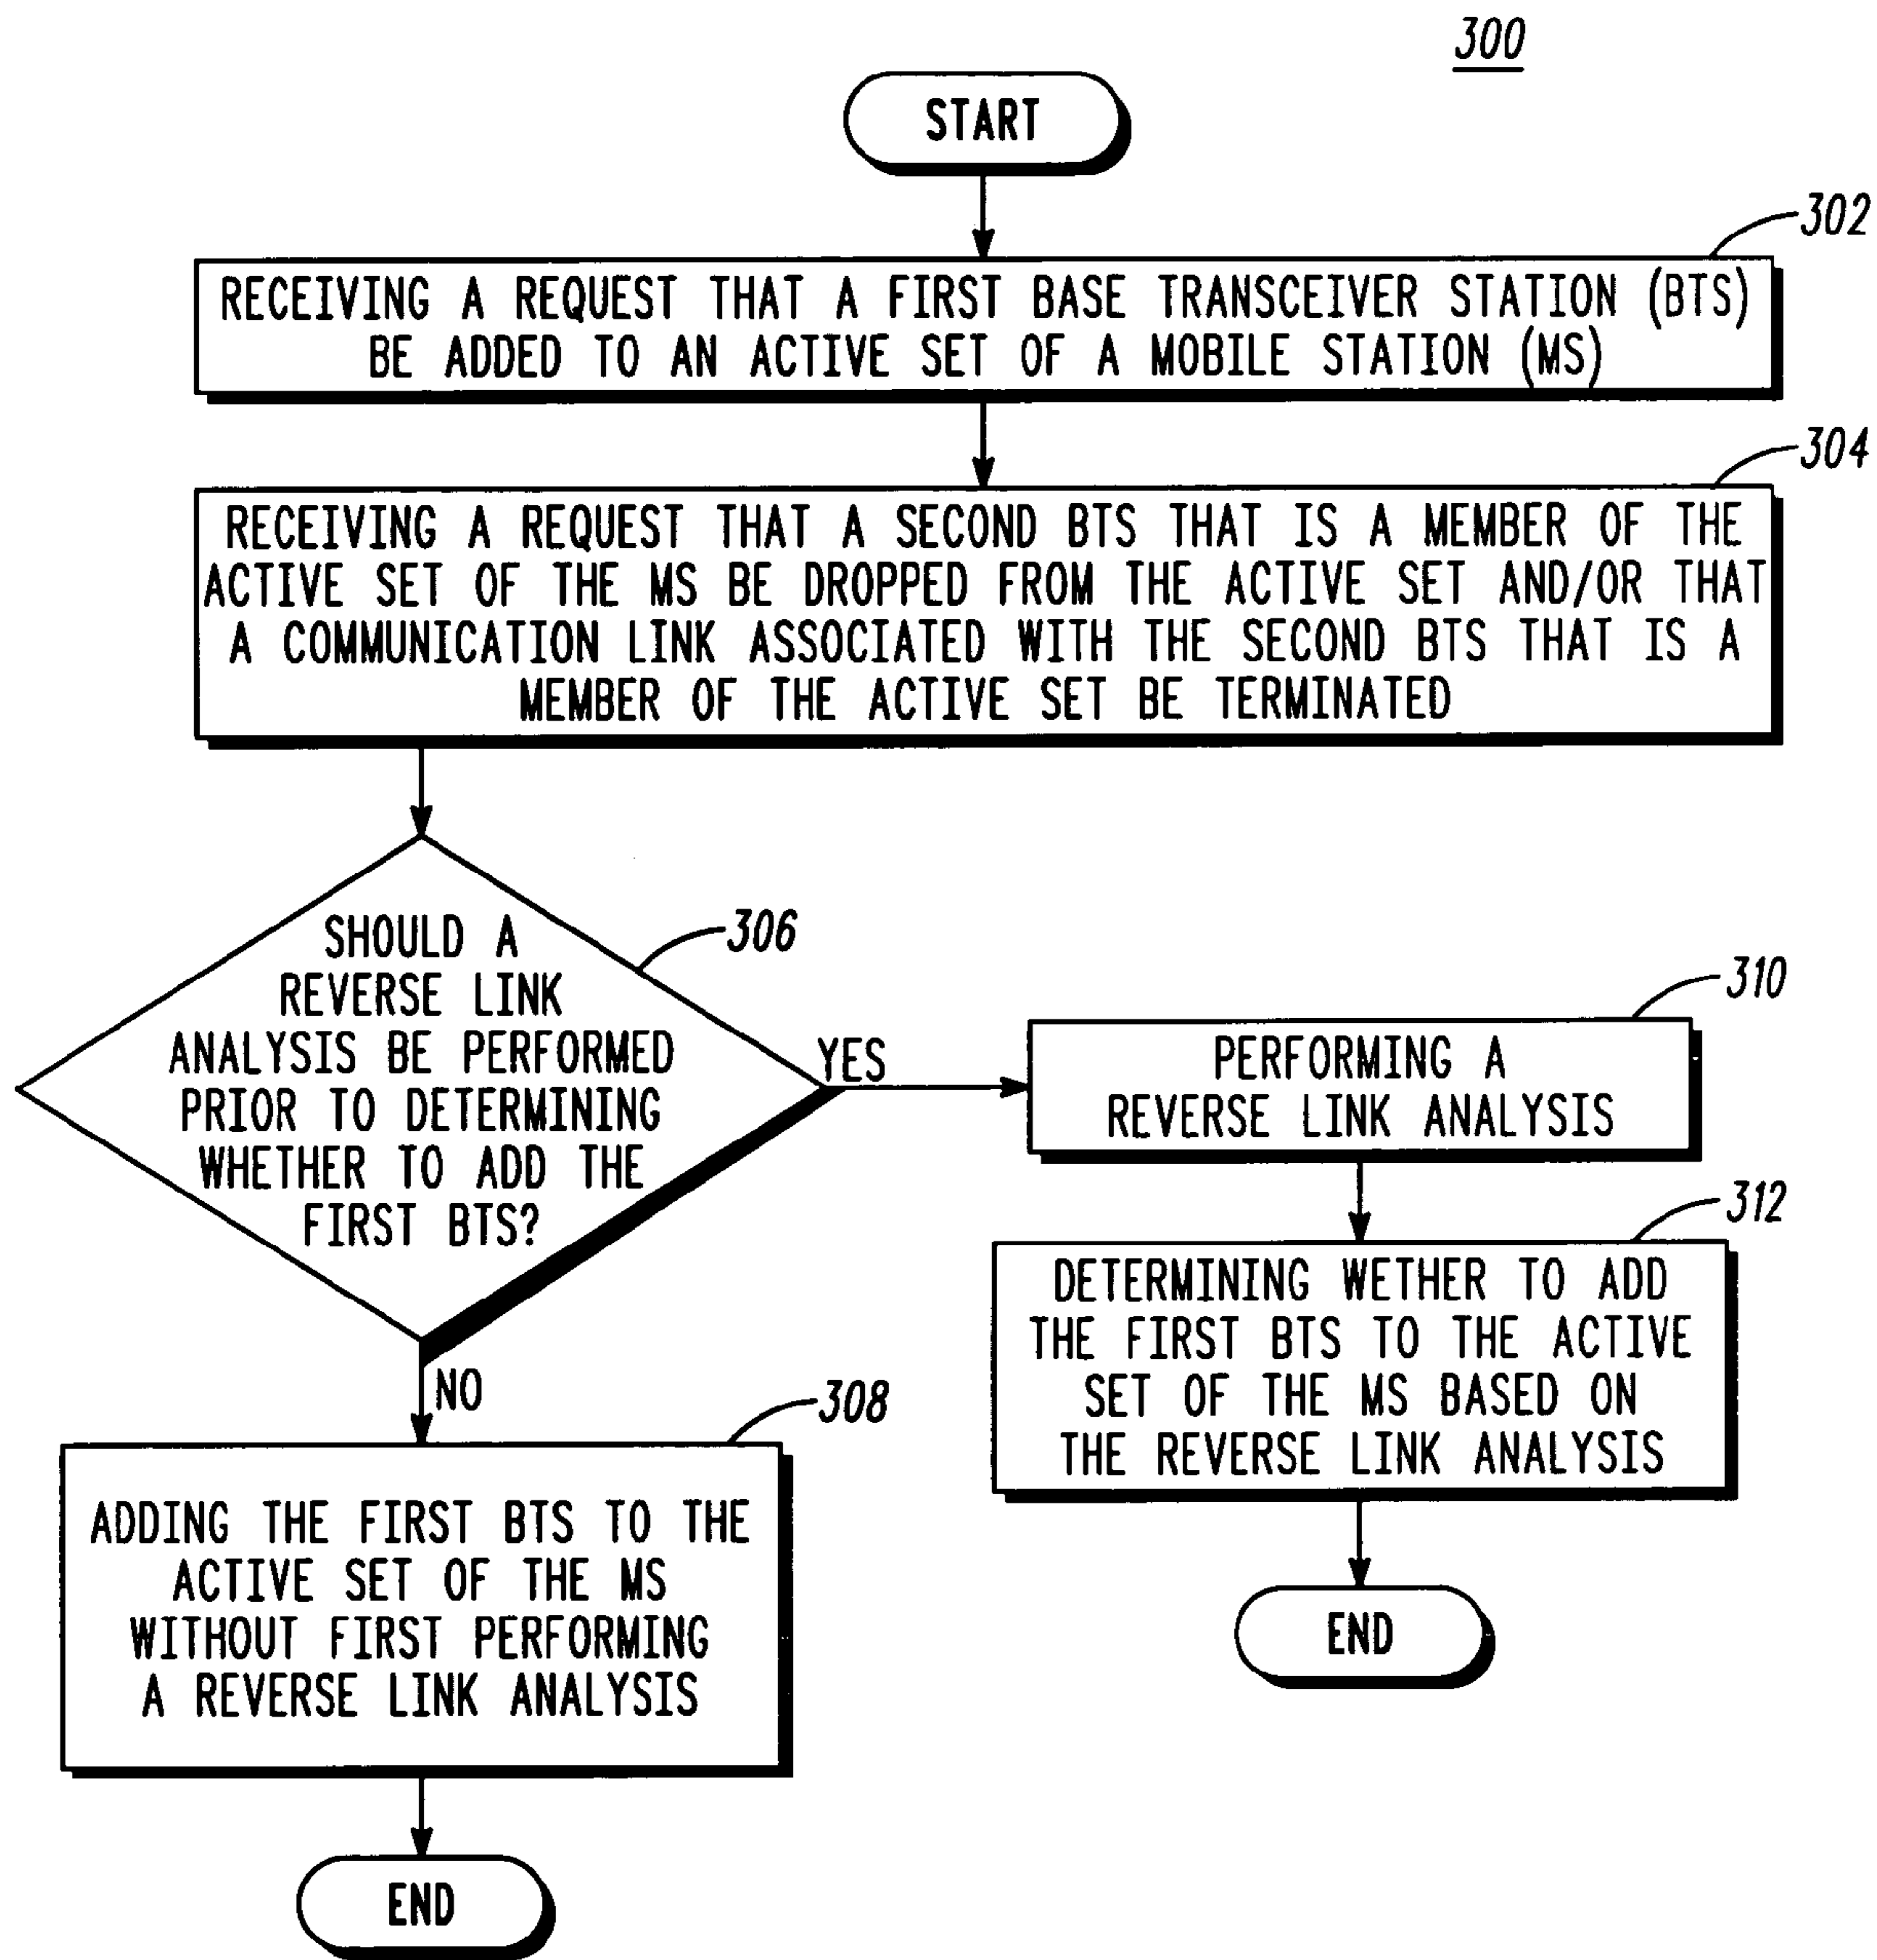 300
START
302
RECEIVING A REQUEST THAT A FIRST BASE TRANSCEIVER STATION (BTS)
BE ADDED TO AN ACTIVE SET OF A MOBILE STATION (MS)
304
RECEIVING A REQUEST THAT A SECOND BTS THAT IS A MEMBER OF THE
ACTIVE SET OF THE MS BE DROPPED FROM THE ACTIVE SET AND/OR THAT
A COMMUNICATION LINK ASSOCIATED WITH THE SECOND BTS THAT IS A
MEMBER OF THE ACTIVE SET BE TERMINATED
306
SHOULD A
REVERSE LINK
ANALYSIS BE PERFORMED
PRIOR TO DETERMINING
WHETHER TO ADD THE
FIRST BTS?
YES
310
PERFORMING A
REVERSE LINK ANALYSIS
312
DETERMINING WETHER TO ADD
THE FIRST BTS TO THE ACTIVE
SET OF THE MS BASED ON
THE REVERSE LINK ANALYSIS
END
NO
308
ADDING THE FIRST BTS TO THE
ACTIVE SET OF THE MS
WITHOUT FIRST PERFORMING
A REVERSE LINK ANALYSIS
END